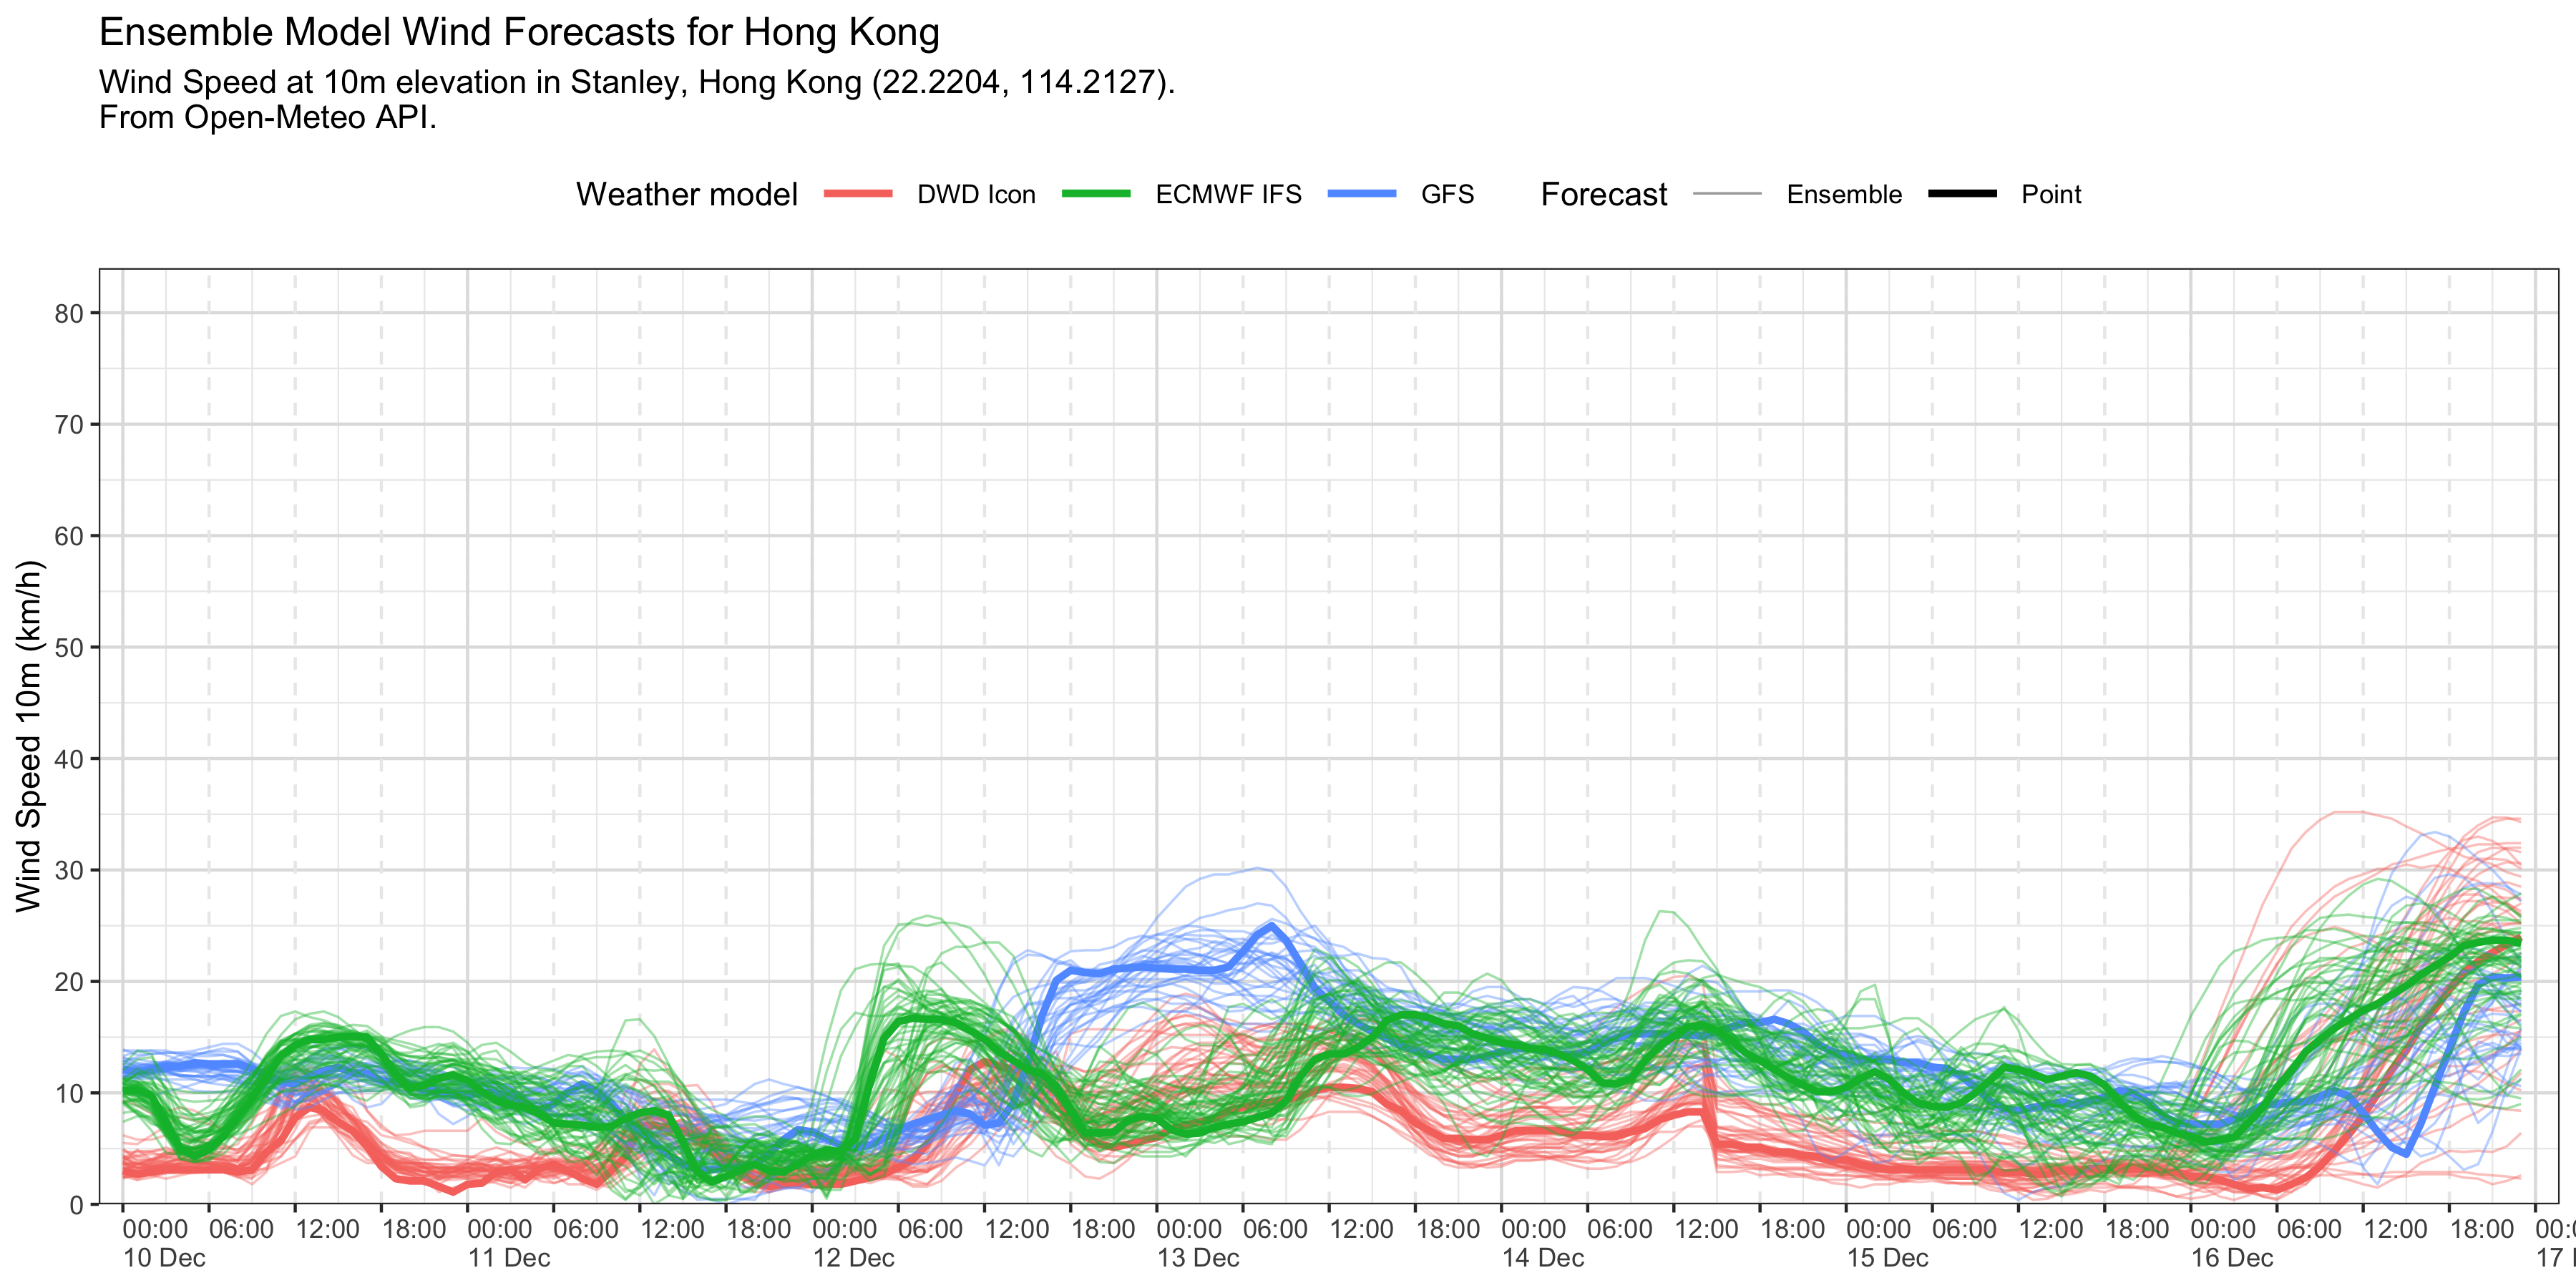 Ensemble Model Wind Forecasts for Hong Kong
Wind Speed at 10m elevation in Stanley, Hong Kong (22.2204, 114.2127).
From Open-Meteo API.
Weather model DWD Icon ECMWF IFS GFS Forecast Ensemble Point
Wind Speed 10m (km/h)
80
70
60
50
40
30
20
10
0
00:00 06:00 12:00 18:00 00:00 06:00 12:00 18:00 00:00 06:00 12:00 18:00 00:00 06:00 12:00 18:00 00:00 06:00 12:00 18:00 00:00 06:00 12:00 18:00 00:00 06:00 12:00 18:00 00:0
10 Dec 11 Dec 12 Dec 13 Dec 14 Dec 15 Dec 16 Dec 17